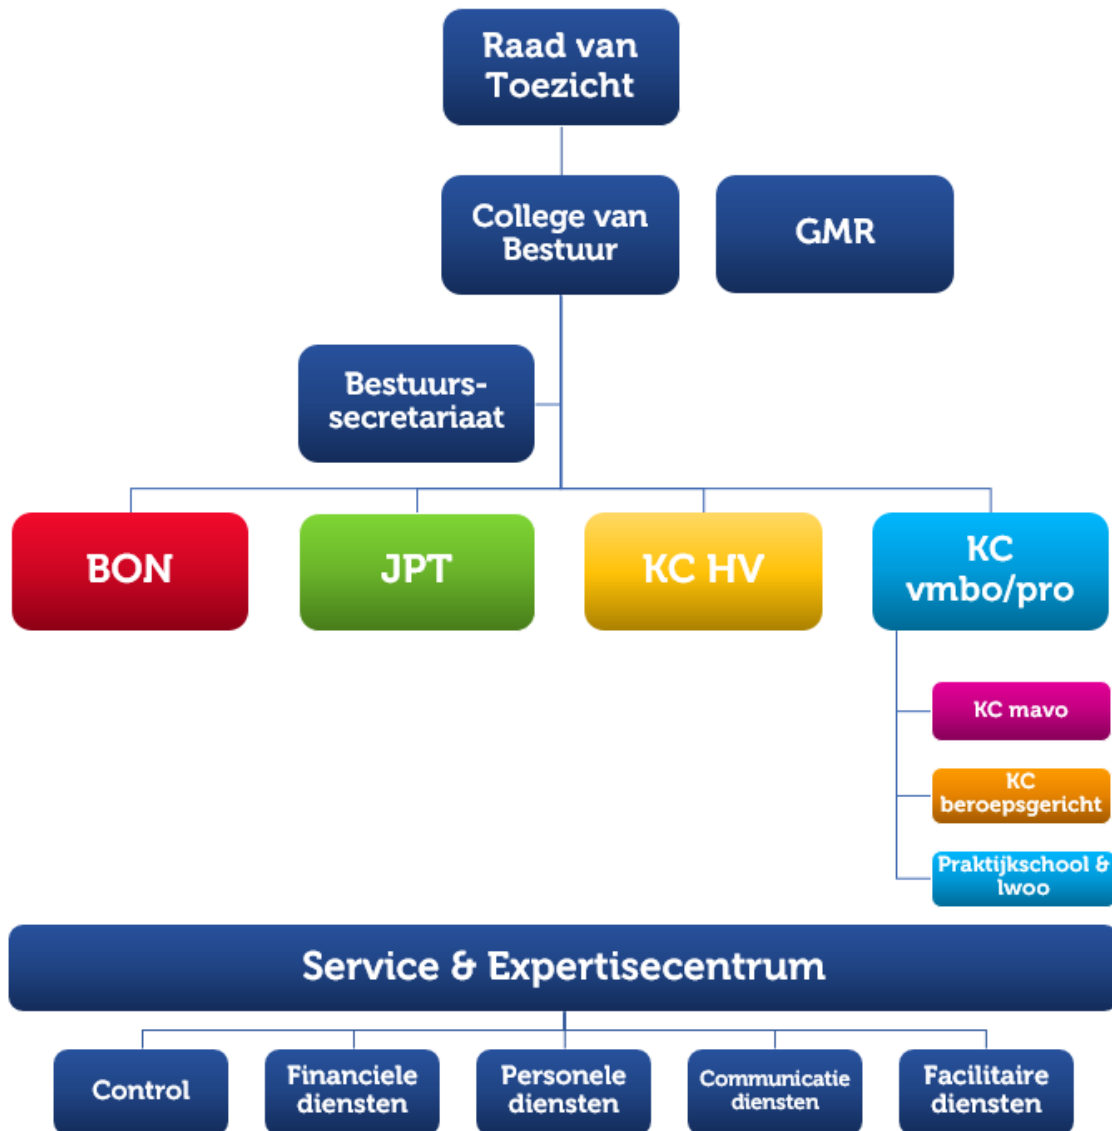 Raad van
Toezicht
College van
Bestuur
GMR
Bestuurs-
secretariaat
BON
JPT
KC HV
KC
vmbo/pro
KC mavo
KC
beroepsgericht
Praktijkschool &
lwoo
Service & Expertisecentrum
Control
Financiele
diensten
Personele
diensten
Communicatie
diensten
Facilitaire
diensten